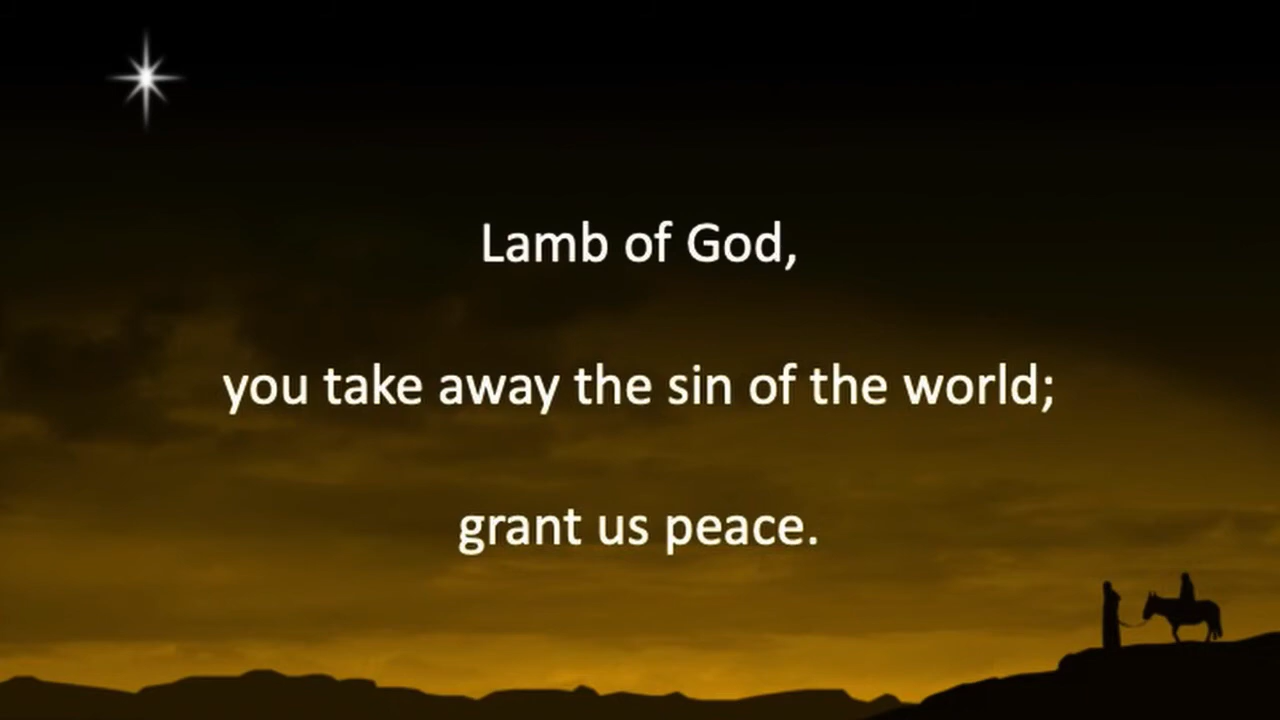 Lamb of God,
you take away the sin of the world;
grant us peace.